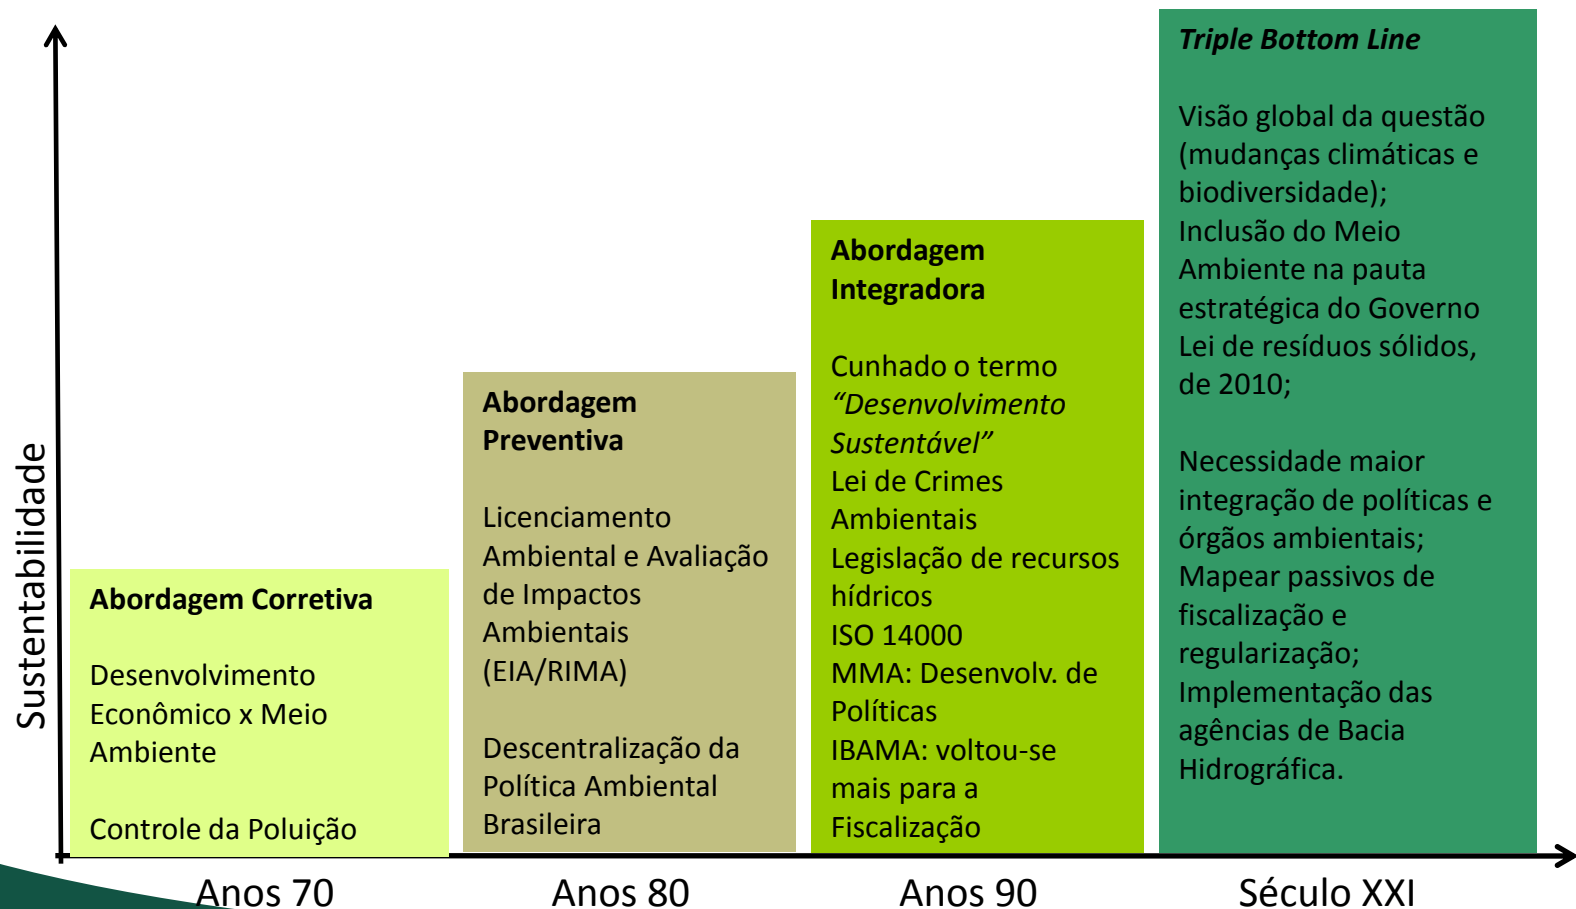 Sustentabilidade
Abordagem Corretiva
Desenvolvimento
Econômico x Meio
Ambiente
Controle da Poluição
Abordagem
Preventiva
Licenciamento
Ambiental e Avaliação
de Impactos
Ambientais
(EIA/RIMA)
Descentralização da
Política Ambiental
Brasileira
Abordagem
Integradora
Cunhado o termo
“Desenvolvimento
Sustentável”
Lei de Crimes
Ambientais
Legislação de recursos
hídricos
ISO 14000
MMA: Desenvolv. de
Políticas
IBAMA: voltou-se
mais para a
Fiscalização
Triple Bottom Line
Visão global da questão
(mudanças climáticas e
biodiversidade);
Inclusão do Meio
Ambiente na pauta
estratégica do Governo
Lei de resíduos sólidos,
de 2010;
Necessidade maior
integração de políticas e
órgãos ambientais;
Mapear passivos de
fiscalização e
regularização;
Implementação das
agências de Bacia
Hidrográfica.
Anos 70
Anos 80
Anos 90
Século XXI